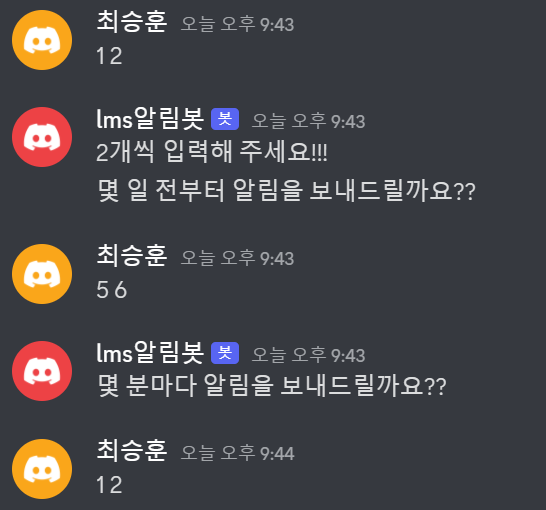 최승훈 오늘 오후 9:43
1 2
lms알림봇 봇 오늘 오후 9:43
2개씩 입력해 주세요!!!
몇 일 전부터 알림을 보내드릴까요??
최승훈 오늘 오후 9:43
5 6
lms알림봇 봇 오늘 오후 9:43
몇 분마다 알림을 보내드릴까요??
최승훈 오늘 오후 9:44
1 2